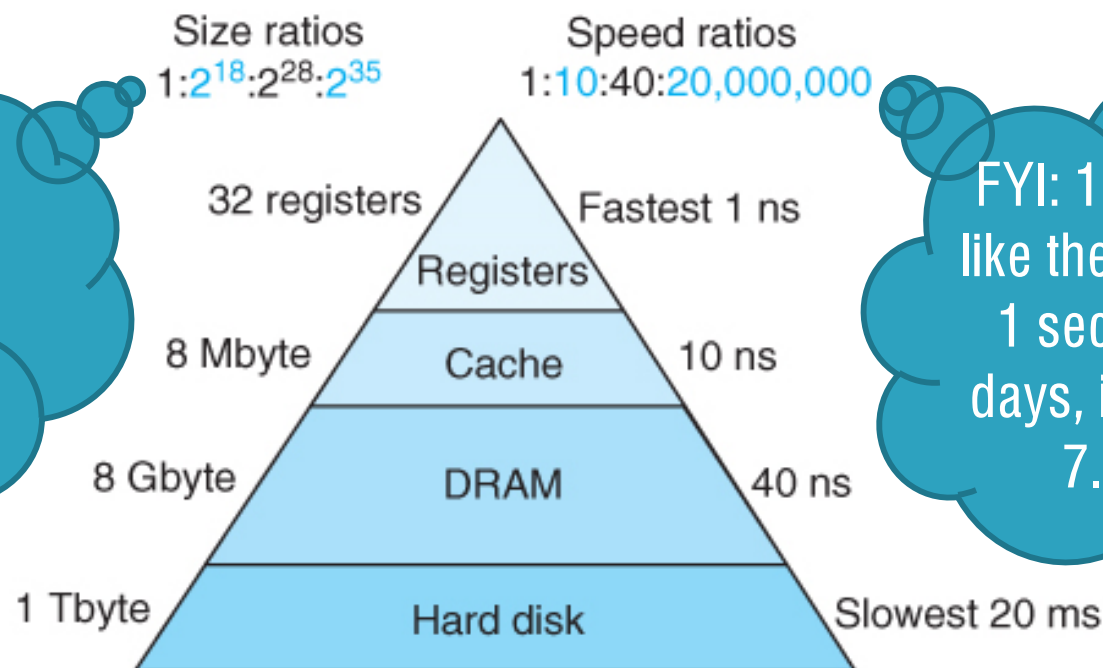 Size ratios
1:2¹⁸:2²⁸:2³⁵
Speed ratios
1:10:40:20,000,000
32 registers
Fastest 1 ns
Registers
8 Mbyte
Cache
10 ns
8 Gbyte
DRAM
40 ns
1 Tbyte
Hard disk
Slowest 20 ms
FYI: 1
like the
1 sec
days, i
7.